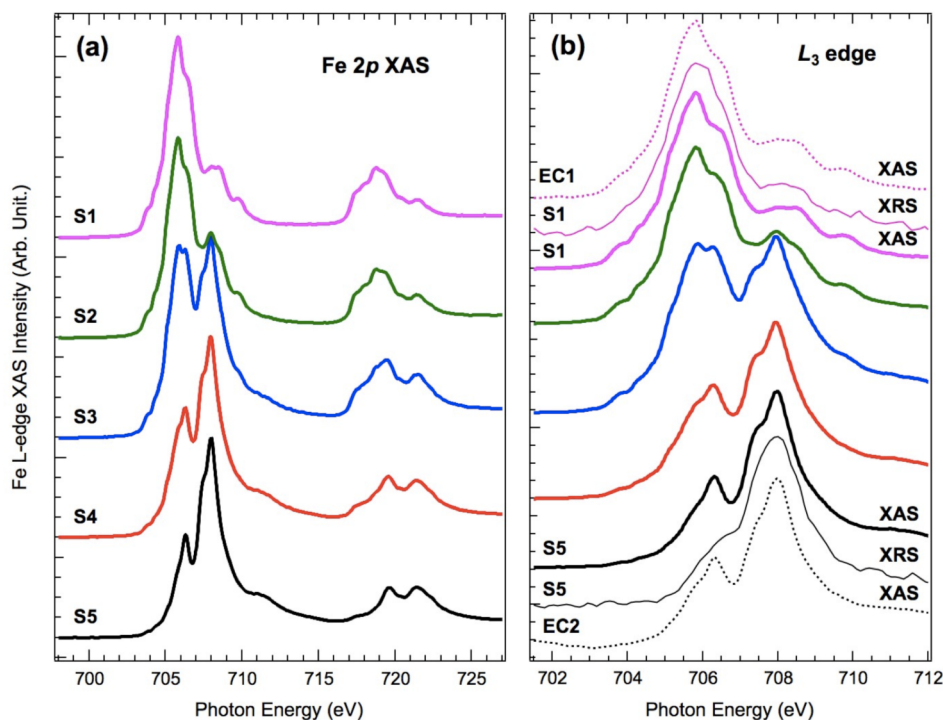 (a)
Fe 2p XAS
Fe L-edge XAS Intensity (Arb. Unit.)
S1
S2
S3
S4
S5
700 705 710 715 720 725
Photon Energy (eV)
(b)
L3 edge
EC1
XAS
S1
XRS
S1
XAS
S5
XAS
S5
XRS
EC2
XAS
702 704 706 708 710 712
Photon Energy (eV)